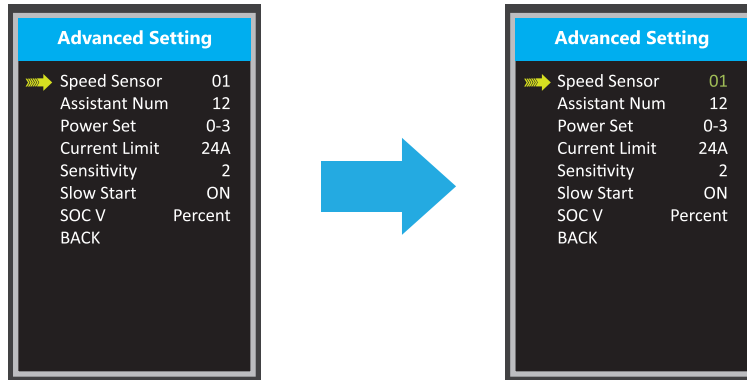 Advanced Setting
Speed Sensor 01
Assistant Num 12
Power Set 0-3
Current Limit 24A
Sensitivity 2
Slow Start ON
SOC V Percent
BACK
Advanced Setting
Speed Sensor 01
Assistant Num 12
Power Set 0-3
Current Limit 24A
Sensitivity 2
Slow Start ON
SOC V Percent
BACK